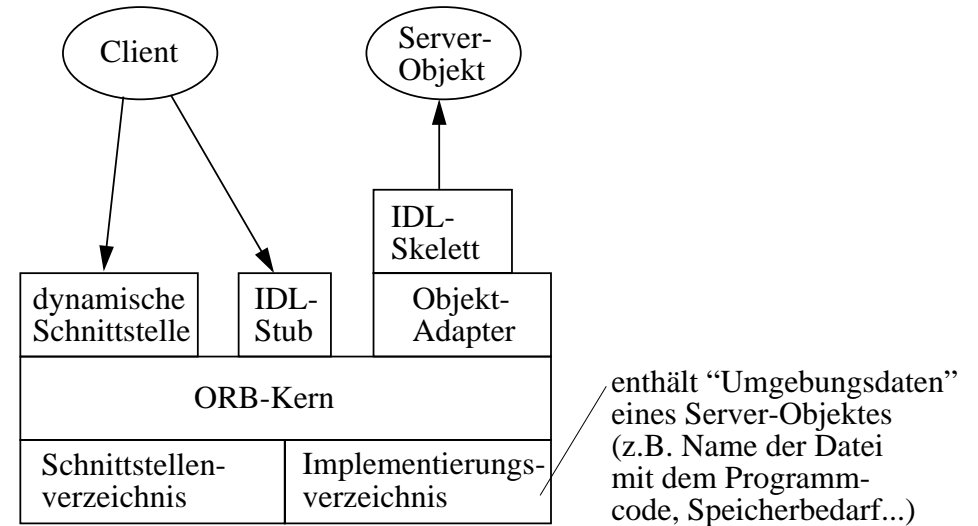 Client
Server-
Objekt
IDL-
Skelett
dynamische
Schnittstelle
IDL-
Stub
Objekt-
Adapter
ORB-Kern
Schnittstellen-
verzeichnis
Implementierungs-
verzeichnis
enthält “Umgebungsdaten”
eines Server-Objektes
(z.B. Name der Datei
mit dem Programm-
code, Speicherbedarf...)